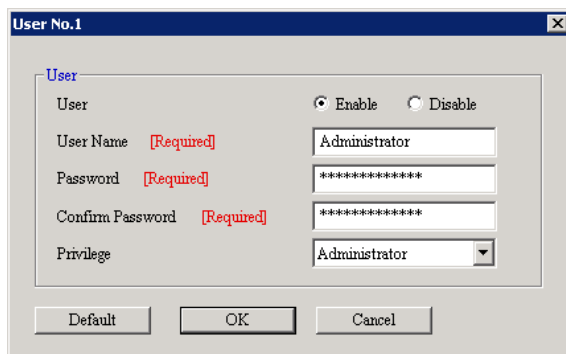 User No.1
User
User Enable Disable
User Name [Required] Administrator
Password [Required] *************
Confirm Password [Required] *************
Privilege Administrator
Default OK Cancel